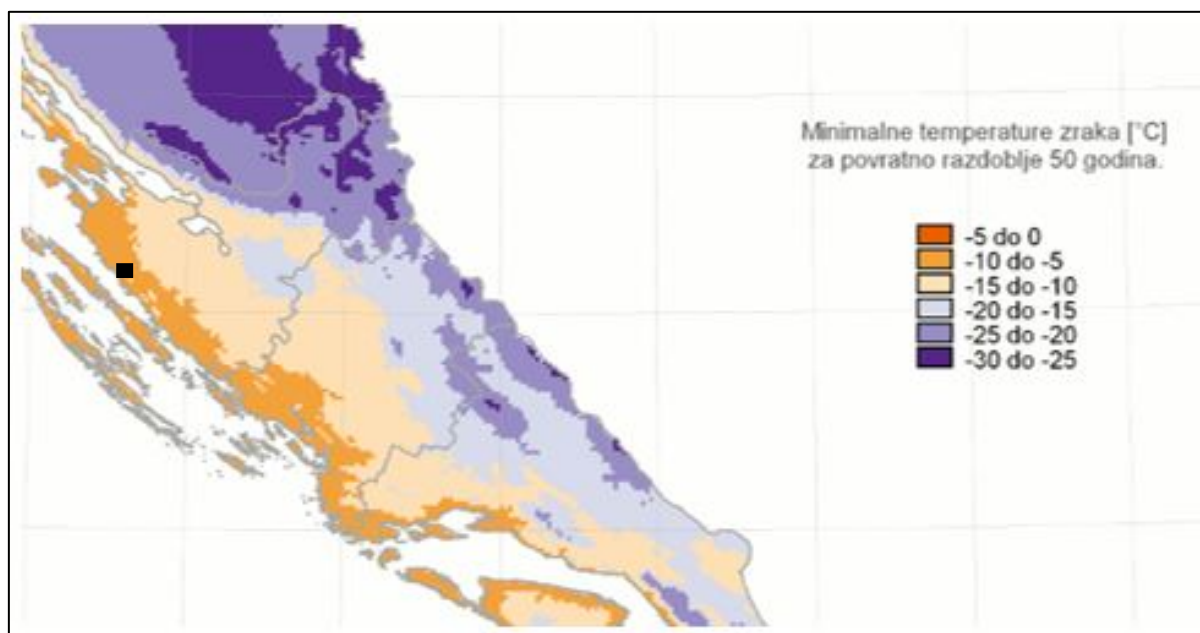 Minimalne temperature zraka [°C]
za povratno razdoblje 50 godina.
-5 do 0
-10 do -5
-15 do -10
-20 do -15
-25 do -20
-30 do -25